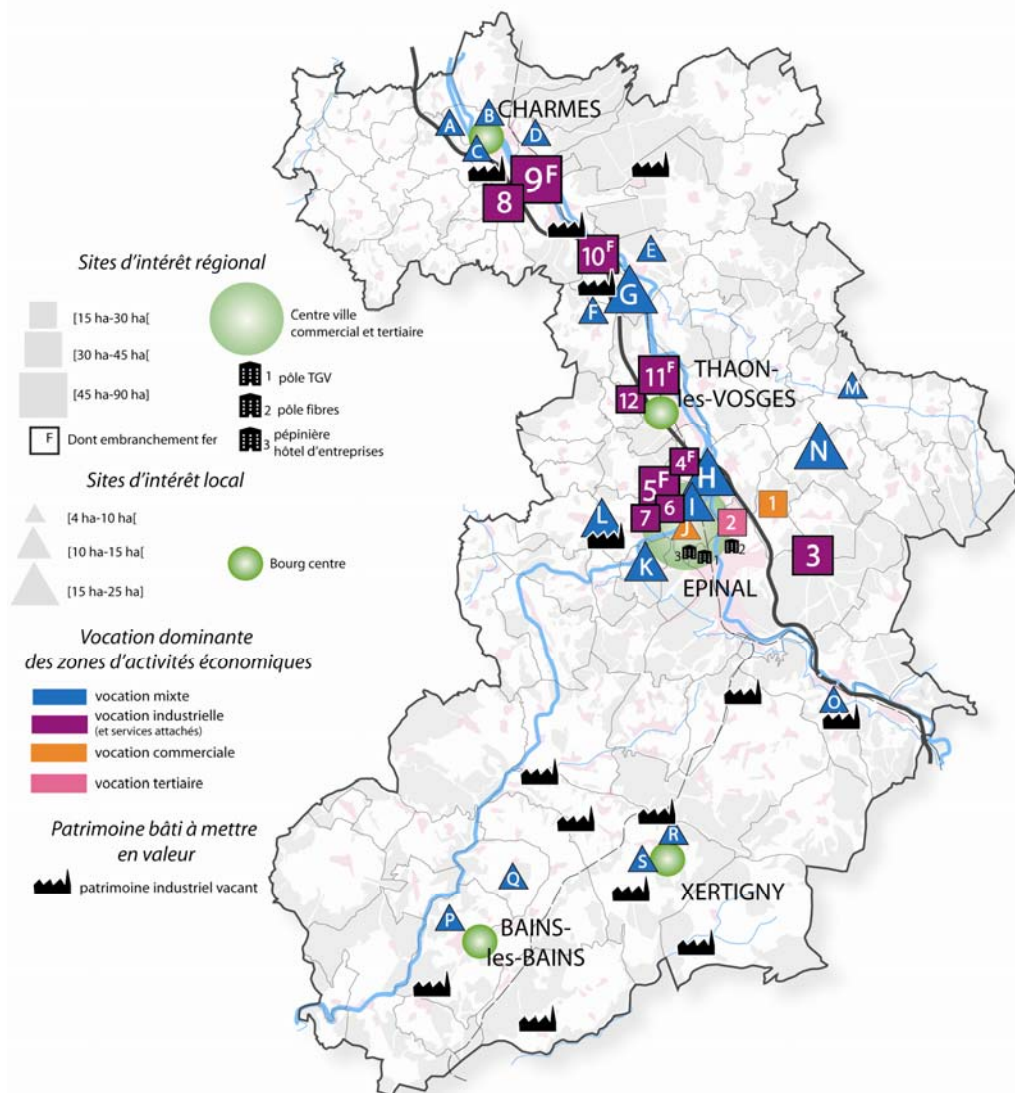 Sites d'intérêt régional
[15 ha-30 ha[
[30 ha-45 ha[
[45 ha-90 ha]
F Dont embranchement fer
Centre ville
commercial et tertiaire
1 pôle TGV
2 pôle fibres
3 pépinière
hôtel d'entreprises
Sites d'intérêt local
[4 ha-10 ha[
[10 ha-15 ha[
[15 ha-25 ha]
Bourg centre
Vocation dominante
des zones d'activités économiques
vocation mixte
vocation industrielle
(et services attachés)
vocation commerciale
vocation tertiaire
Patrimoine bâti à mettre
en valeur
patrimoine industriel vacant
A
B
CHARMES
C
D
9F
8
10F
E
G
F
11F
THAON-
les-VOSGES
12
M
N
4F
H
5F
6
I
7
L
J
2
1
3
3
1
2
K
EPINAL
O
R
S
XERTIGNY
Q
P
BAINS-
les-BAINS